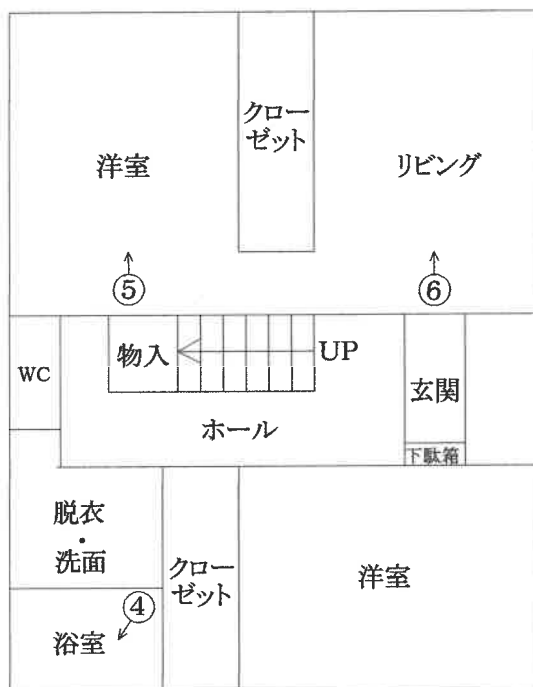 クロー
ゼット
洋室
リビング
⑤
⑥
物入
UP
WC
玄関
ホール
下駄箱
脱衣
・
洗面
クロー
ゼット
洋室
④
浴室